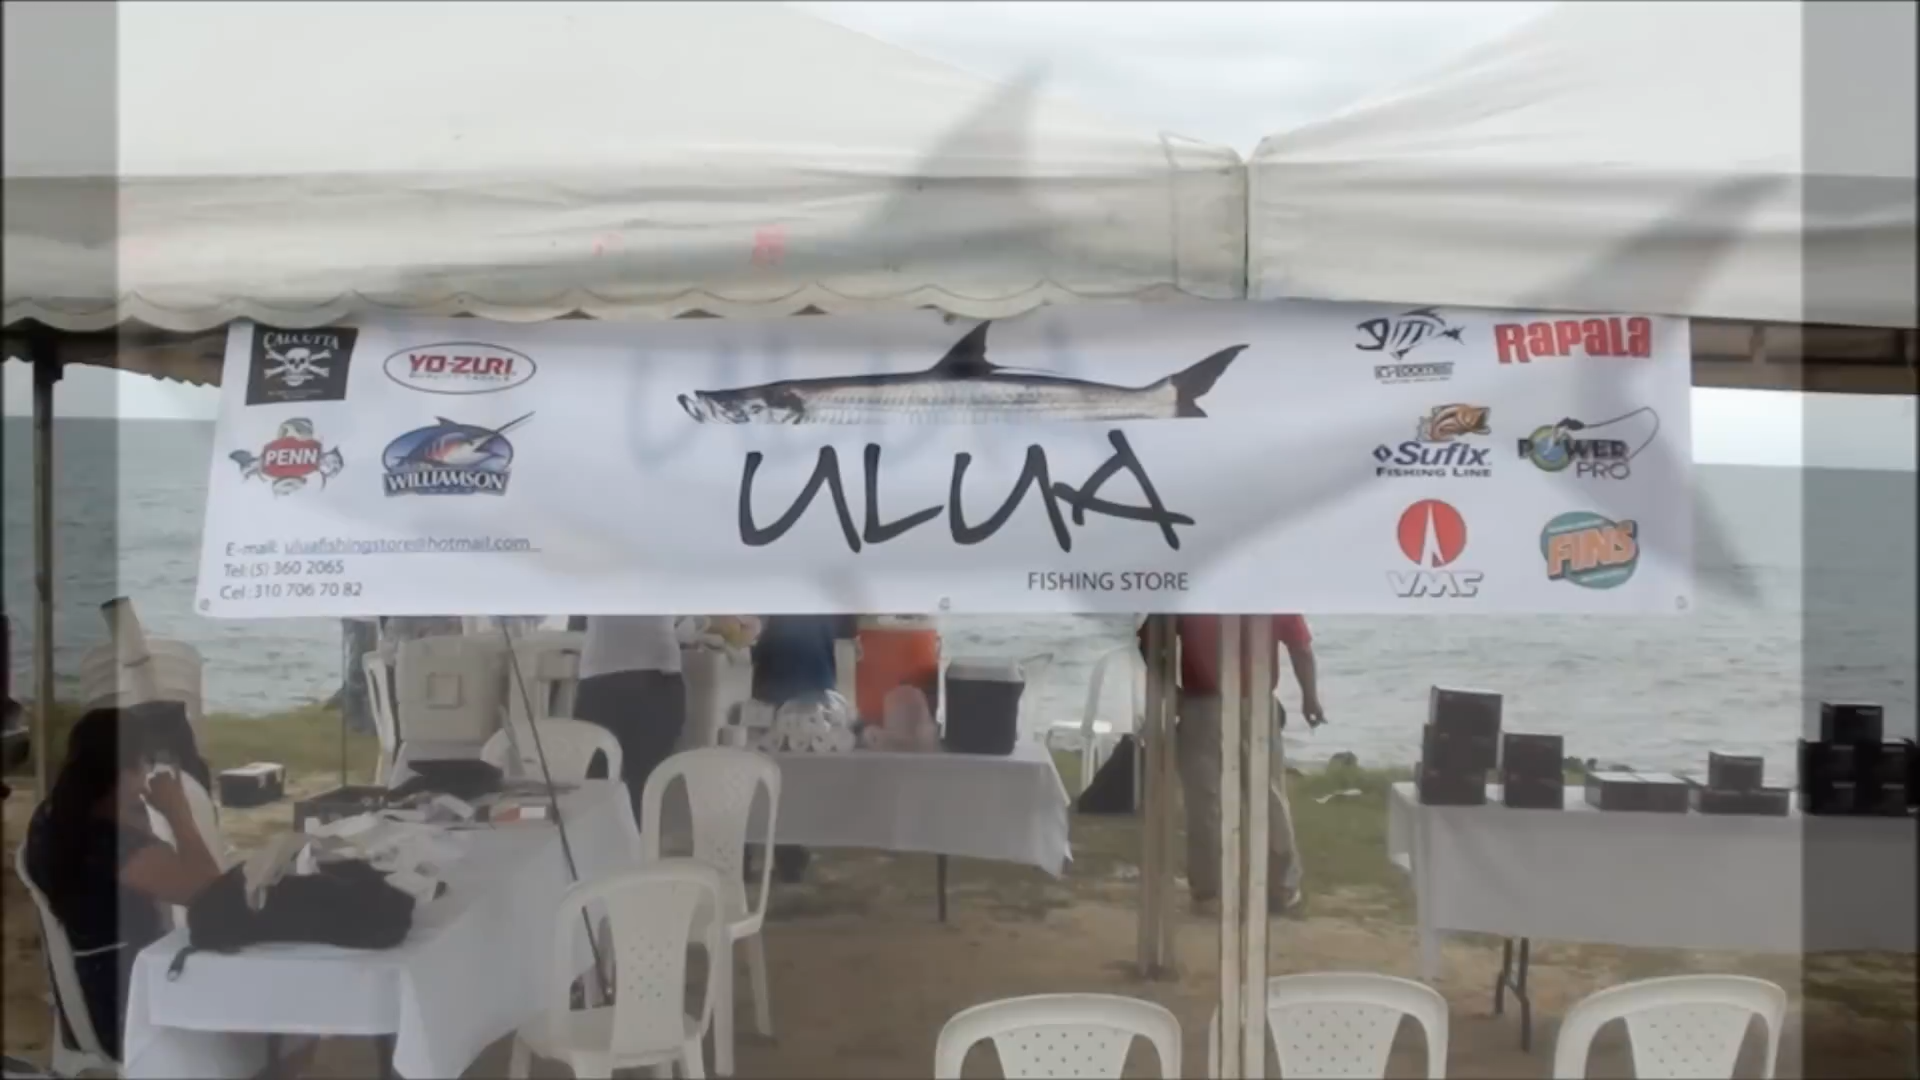 CALCUTTA
YO-ZURI
PENN
WILLIAMSON
E-mail: uluafishingstore@hotmail.com
Tel: (5) 360 2065
Cel: 310 706 70 82
ULUA
FISHING STORE
Rapala
Sufix
FISHING LINE
POWER
PRO
VMC
FINS